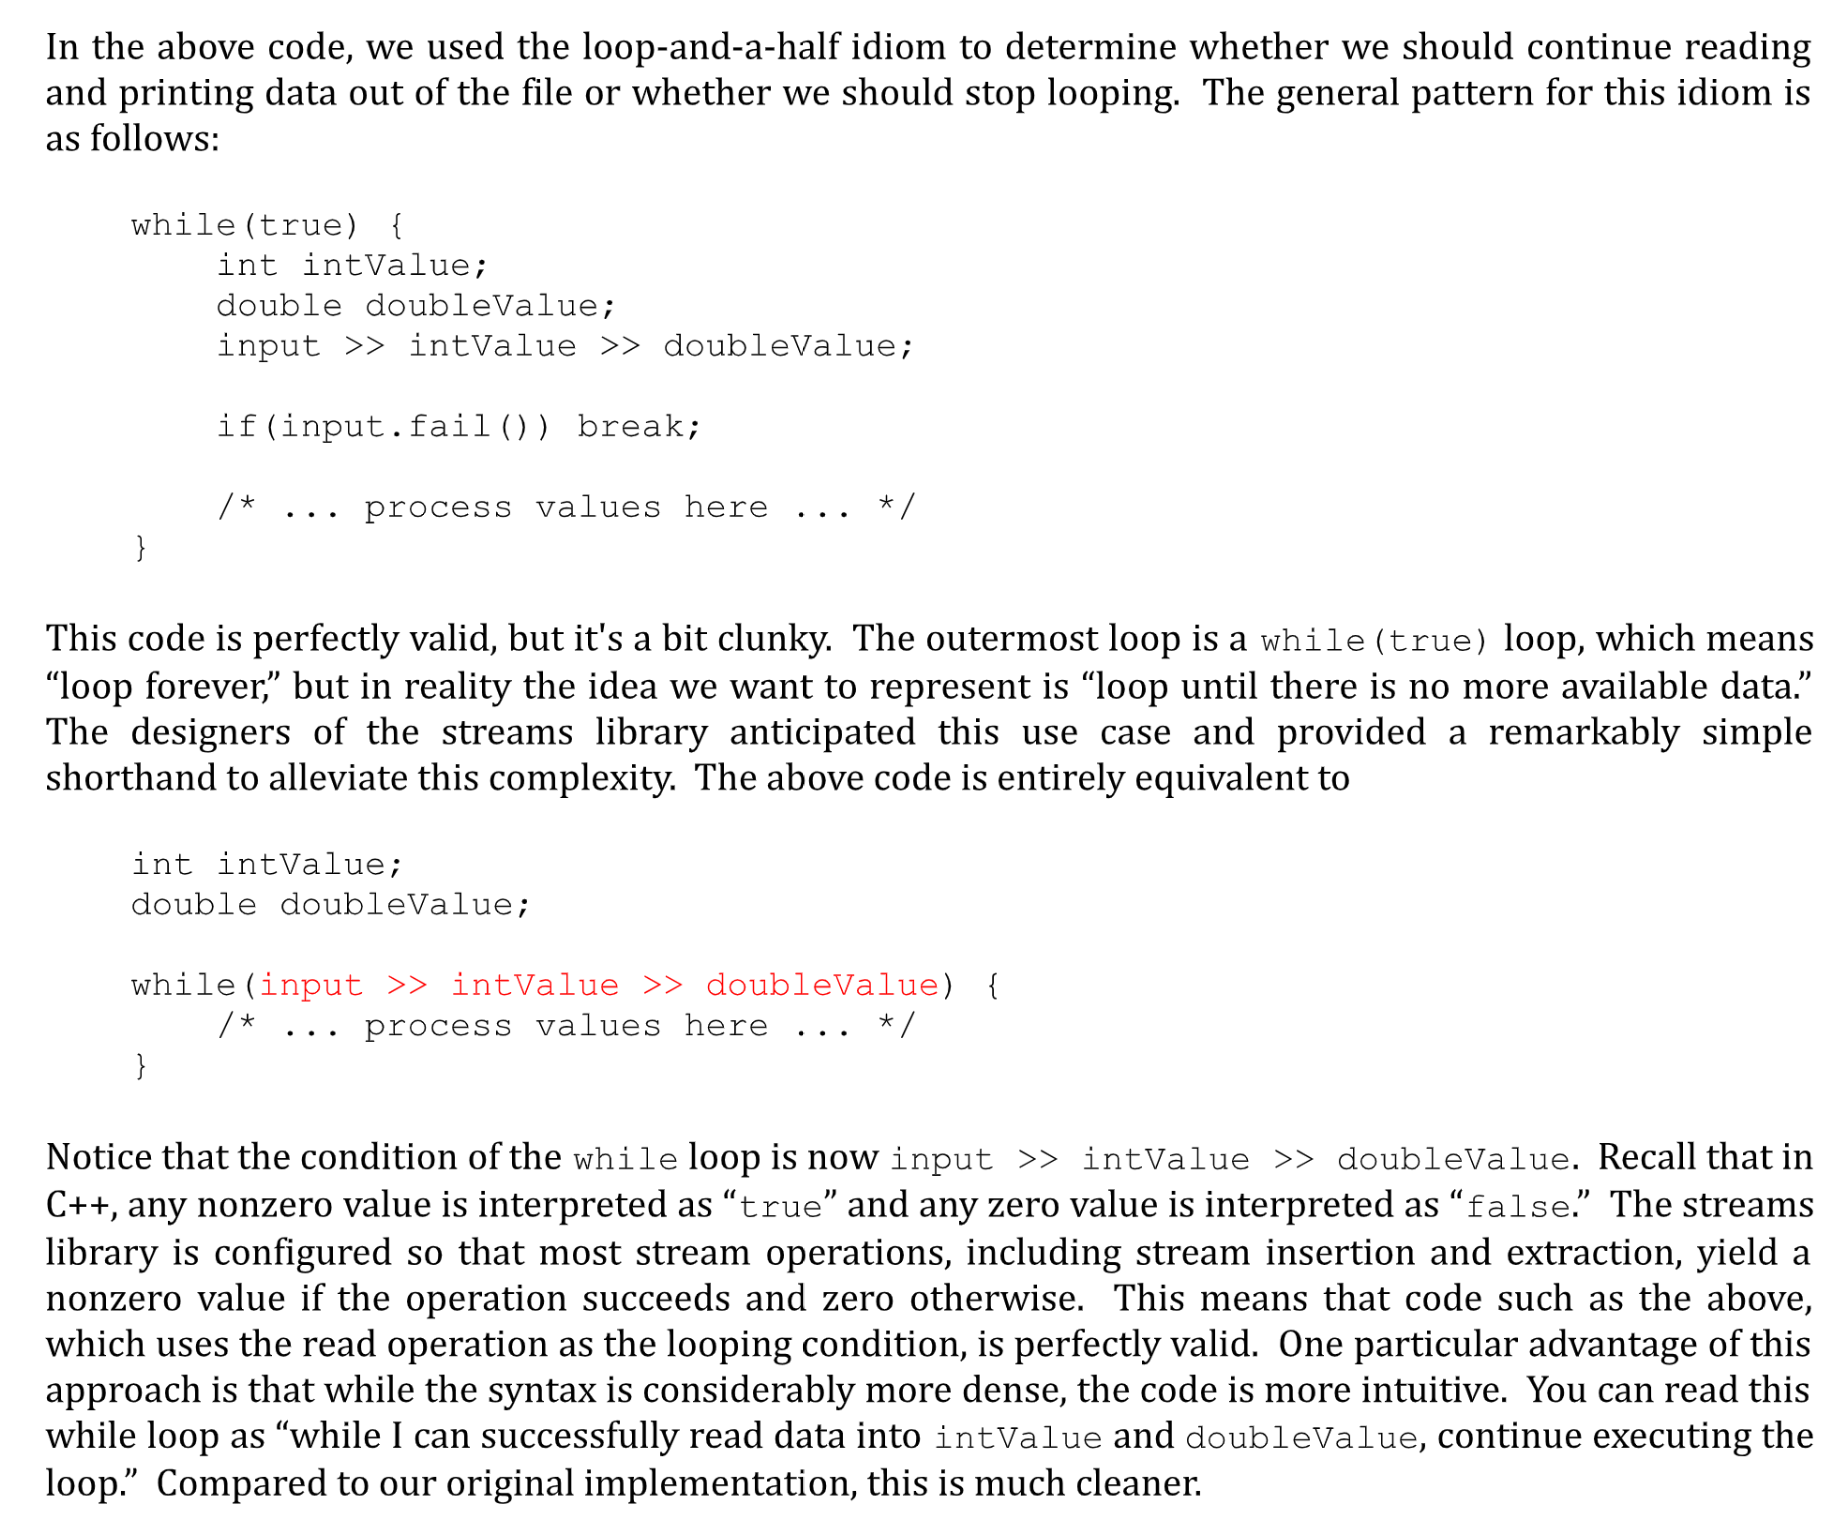 In the above code, we used the loop-and-a-half idiom to determine whether we should continue reading
and printing data out of the file or whether we should stop looping.  The general pattern for this idiom is
as follows:
while(true) {
    int intValue;
    double doubleValue;
    input >> intValue >> doubleValue;
    if(input.fail()) break;
    /* ... process values here ... */
}
This code is perfectly valid, but it's a bit clunky.  The outermost loop is a while(true) loop, which means
“loop forever,” but in reality the idea we want to represent is “loop until there is no more available data.”
The designers of the streams library anticipated this use case and provided a remarkably simple
shorthand to alleviate this complexity.  The above code is entirely equivalent to
int intValue;
double doubleValue;
while(input >> intValue >> doubleValue) {
    /* ... process values here ... */
}
Notice that the condition of the while loop is now input >> intValue >> doubleValue. Recall that in
C++, any nonzero value is interpreted as “true” and any zero value is interpreted as “false.”  The streams
library is configured so that most stream operations, including stream insertion and extraction, yield a
nonzero value if the operation succeeds and zero otherwise.  This means that code such as the above,
which uses the read operation as the looping condition, is perfectly valid.  One particular advantage of this
approach is that while the syntax is considerably more dense, the code is more intuitive.  You can read this
while loop as “while I can successfully read data into intValue and doubleValue, continue executing the
loop.”  Compared to our original implementation, this is much cleaner.